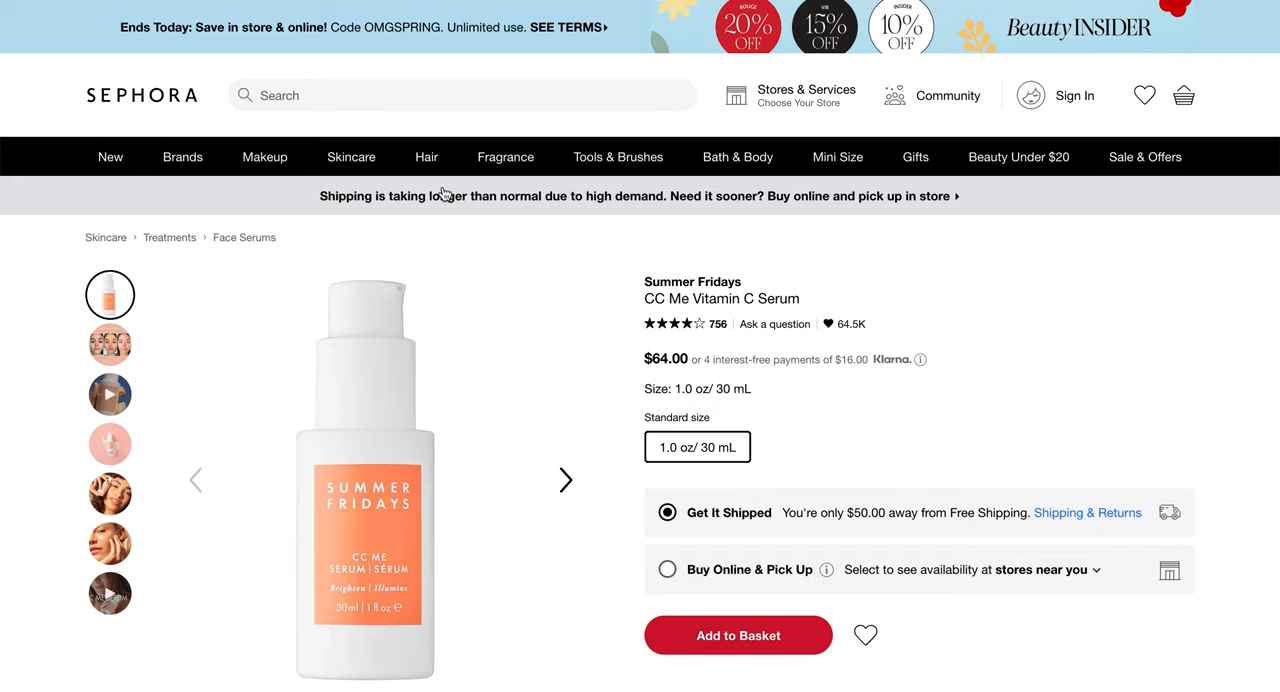 Ends Today: Save in store & online! Code OMGSPRING. Unlimited use. SEE TERMS▸
ROUGE
20%
OFF
VIB
15%
OFF
INSIDER
10%
OFF
Beauty INSIDER
SEPHORA
Search
Stores & Services
Choose Your Store
Community
Sign In
New Brands Makeup Skincare Hair Fragrance Tools & Brushes Bath & Body Mini Size Gifts Beauty Under $20 Sale & Offers
Shipping is taking longer than normal due to high demand. Need it sooner? Buy online and pick up in store ▸
Skincare › Treatments › Face Serums
Summer Fridays
CC Me Vitamin C Serum
★★★★☆ 756 | Ask a question | ♥ 64.5K
$64.00 or 4 interest-free payments of $16.00 Klarna. ⓘ
Size: 1.0 oz/ 30 mL
Standard size
1.0 oz/ 30 mL
Get It Shipped You're only $50.00 away from Free Shipping. Shipping & Returns
Buy Online & Pick Up ⓘ Select to see availability at stores near you
Add to Basket
SUMMER
FRIDAYS
CC ME
SERUM | SÉRUM
Brighten | Illumine
30ml | 1 fl oz ℮